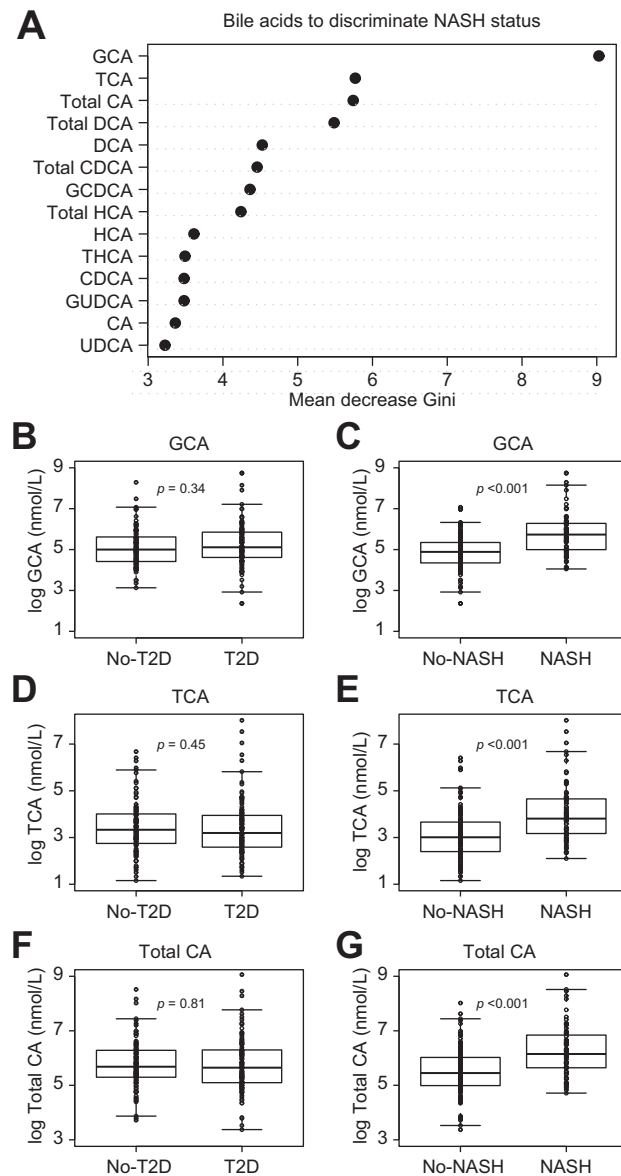 A
Bile acids to discriminate NASH status
GCA
TCA
Total CA
Total DCA
DCA
Total CDCA
GCDCA
Total HCA
HCA
THCA
CDCA
GUDCA
CA
UDCA
3 4 5 6 7 8 9
Mean decrease Gini
B
GCA
log GCA (nmol/L)
9
7
5
3
1
p = 0.34
No-T2D T2D
C
GCA
log GCA (nmol/L)
9
7
5
3
1
p <0.001
No-NASH NASH
D
TCA
log TCA (nmol/L)
7
5
3
1
p = 0.45
No-T2D T2D
E
TCA
log TCA (nmol/L)
7
5
3
1
p <0.001
No-NASH NASH
F
Total CA
log Total CA (nmol/L)
9
7
5
3
p = 0.81
No-T2D T2D
G
Total CA
log Total CA (nmol/L)
9
7
5
3
p <0.001
No-NASH NASH